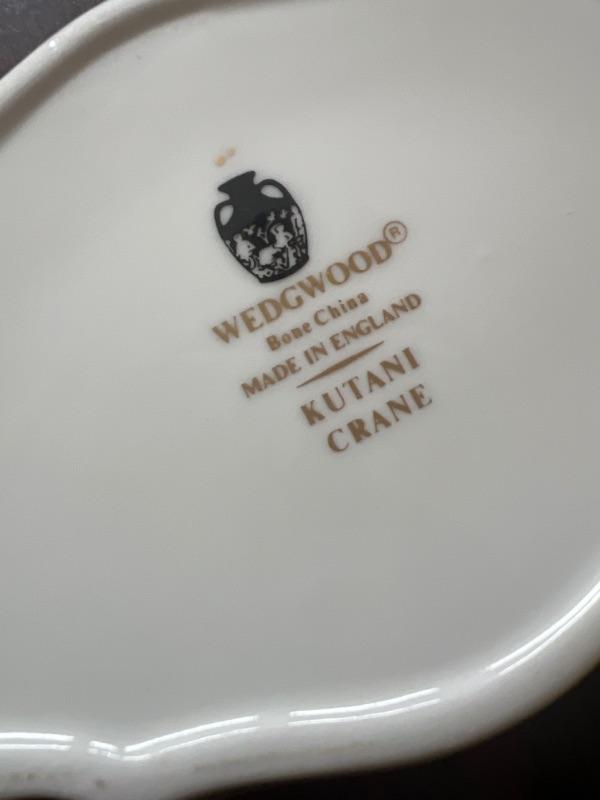 WEDGWOOD®
Bone China
MADE IN ENGLAND
KUTANI
CRANE